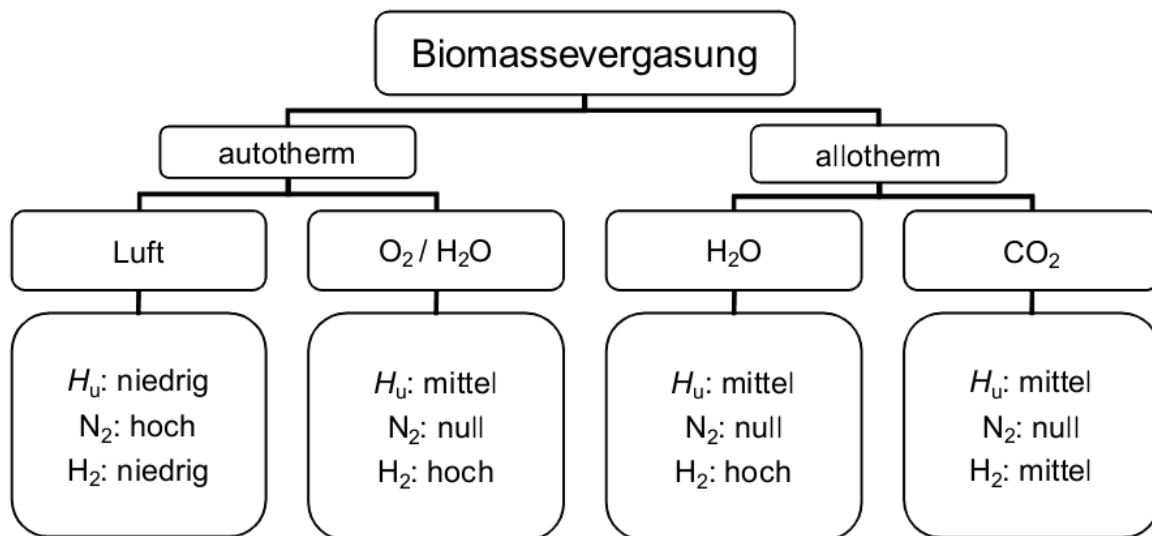 Biomassevergasung
autotherm
allotherm
Luft
O₂ / H₂O
H₂O
CO₂
Hᵤ: niedrig
N₂: hoch
H₂: niedrig
Hᵤ: mittel
N₂: null
H₂: hoch
Hᵤ: mittel
N₂: null
H₂: hoch
Hᵤ: mittel
N₂: null
H₂: mittel